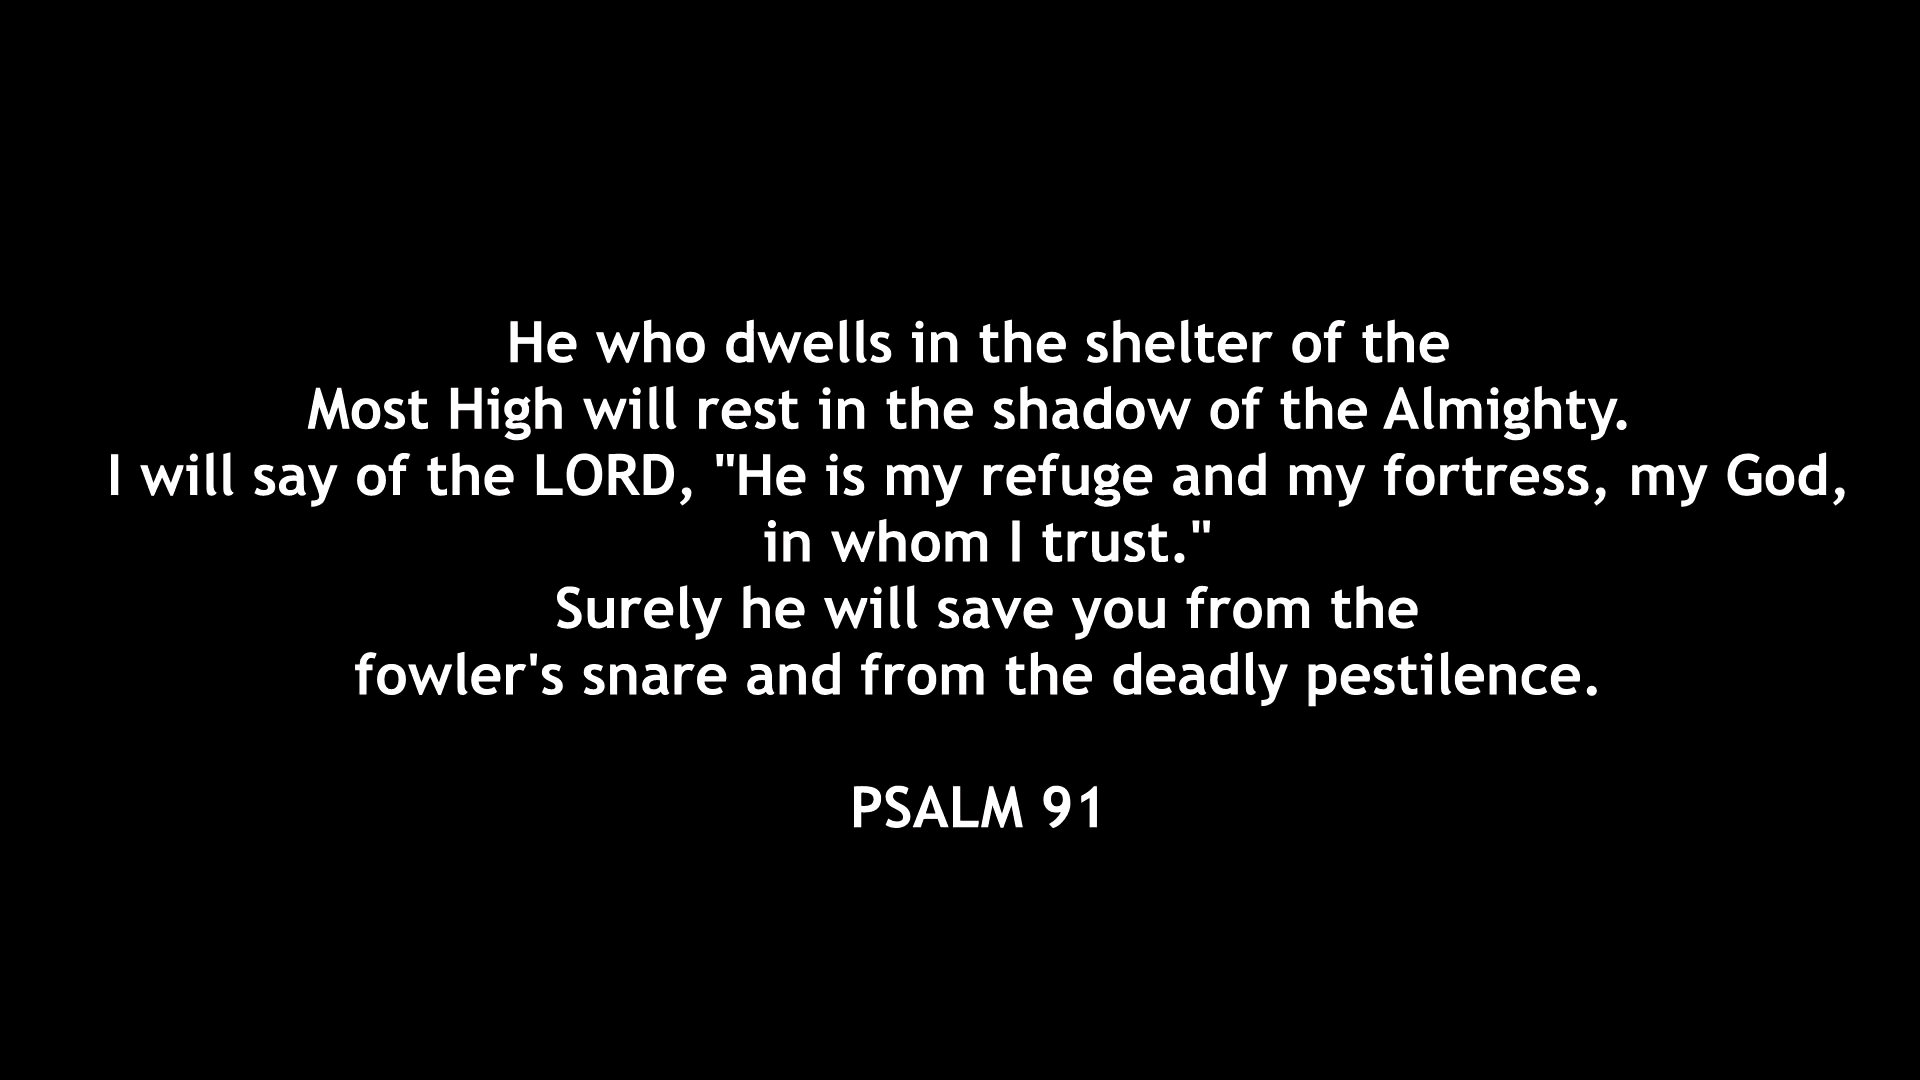 He who dwells in the shelter of the
Most High will rest in the shadow of the Almighty.
I will say of the LORD, "He is my refuge and my fortress, my God,
in whom I trust."
Surely he will save you from the
fowler's snare and from the deadly pestilence.
PSALM 91